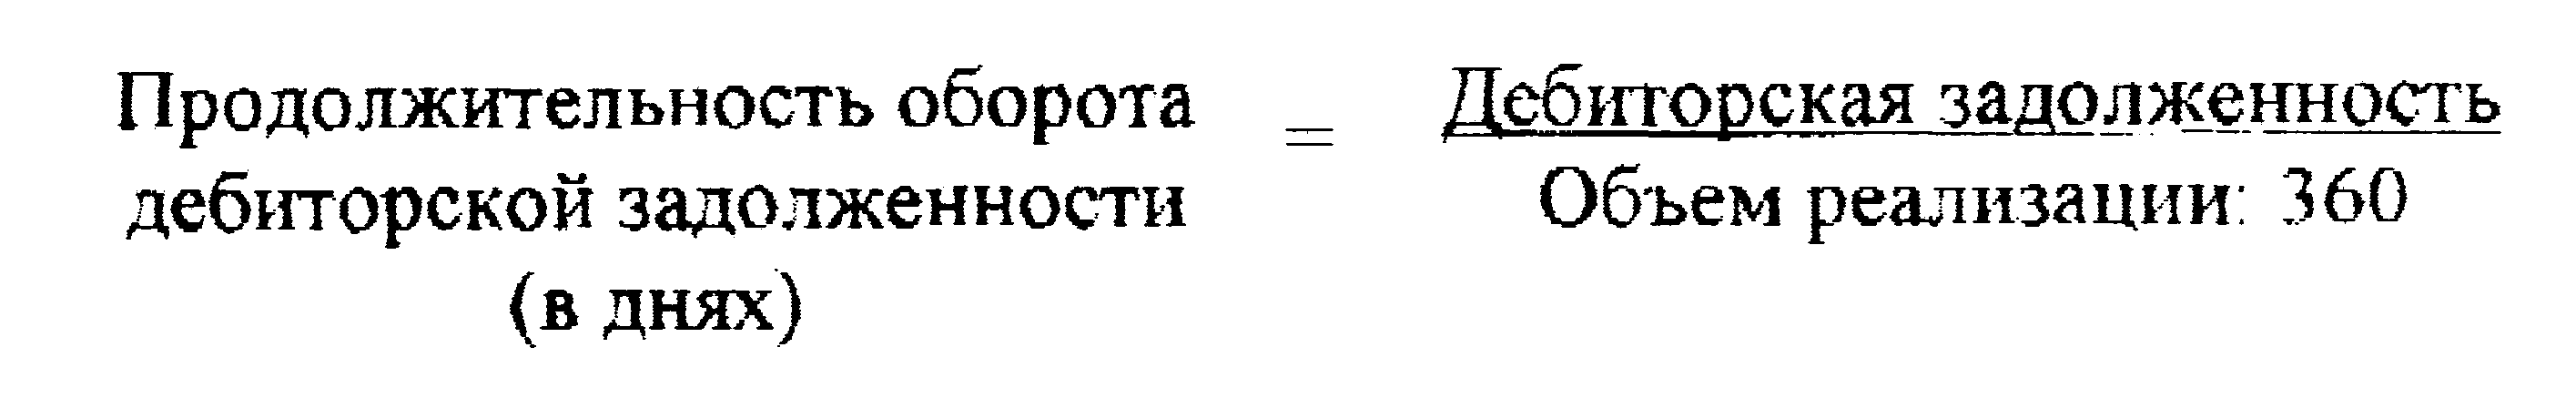 Продолжительность оборота
дебиторской задолженности
(в днях)
=
Дебиторская задолженность
Объем реализации: 360